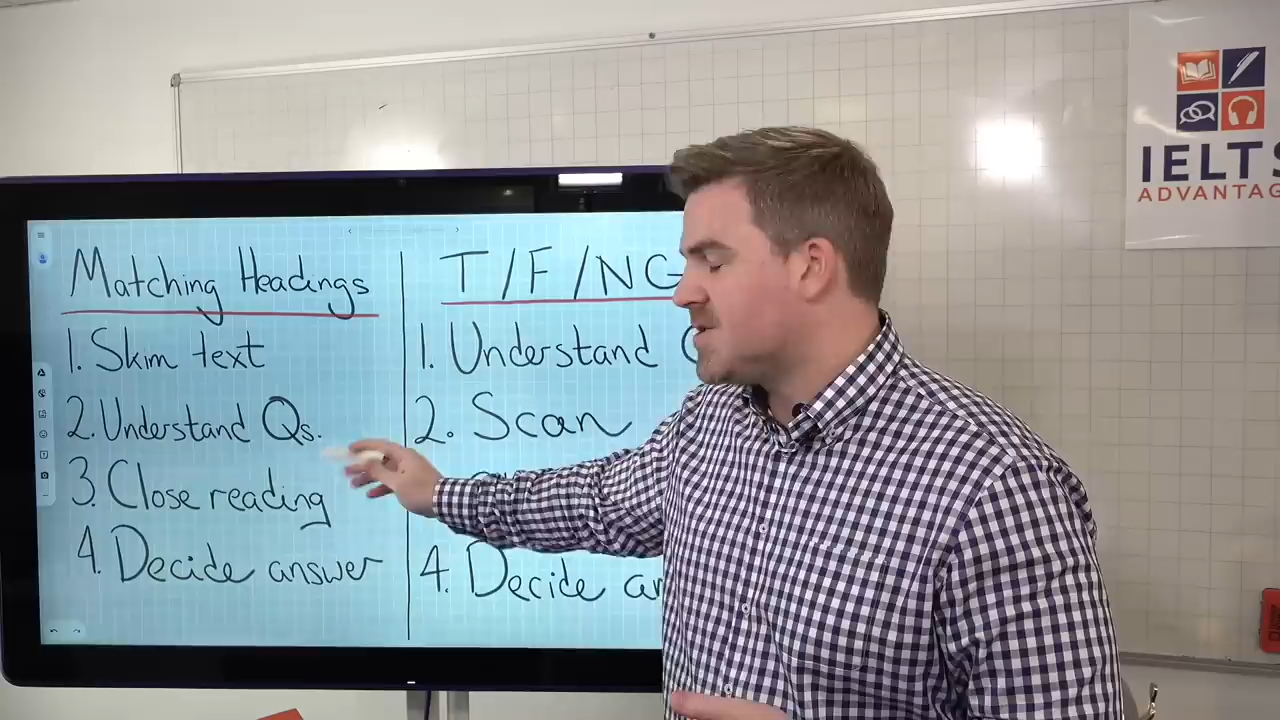 Matching Headings
1. Skim text
2. Understand Qs.
3. Close reading
4. Decide answer
T/F/NG
1. Understand
2. Scan
4. Decide
IELTS
ADVANTAG